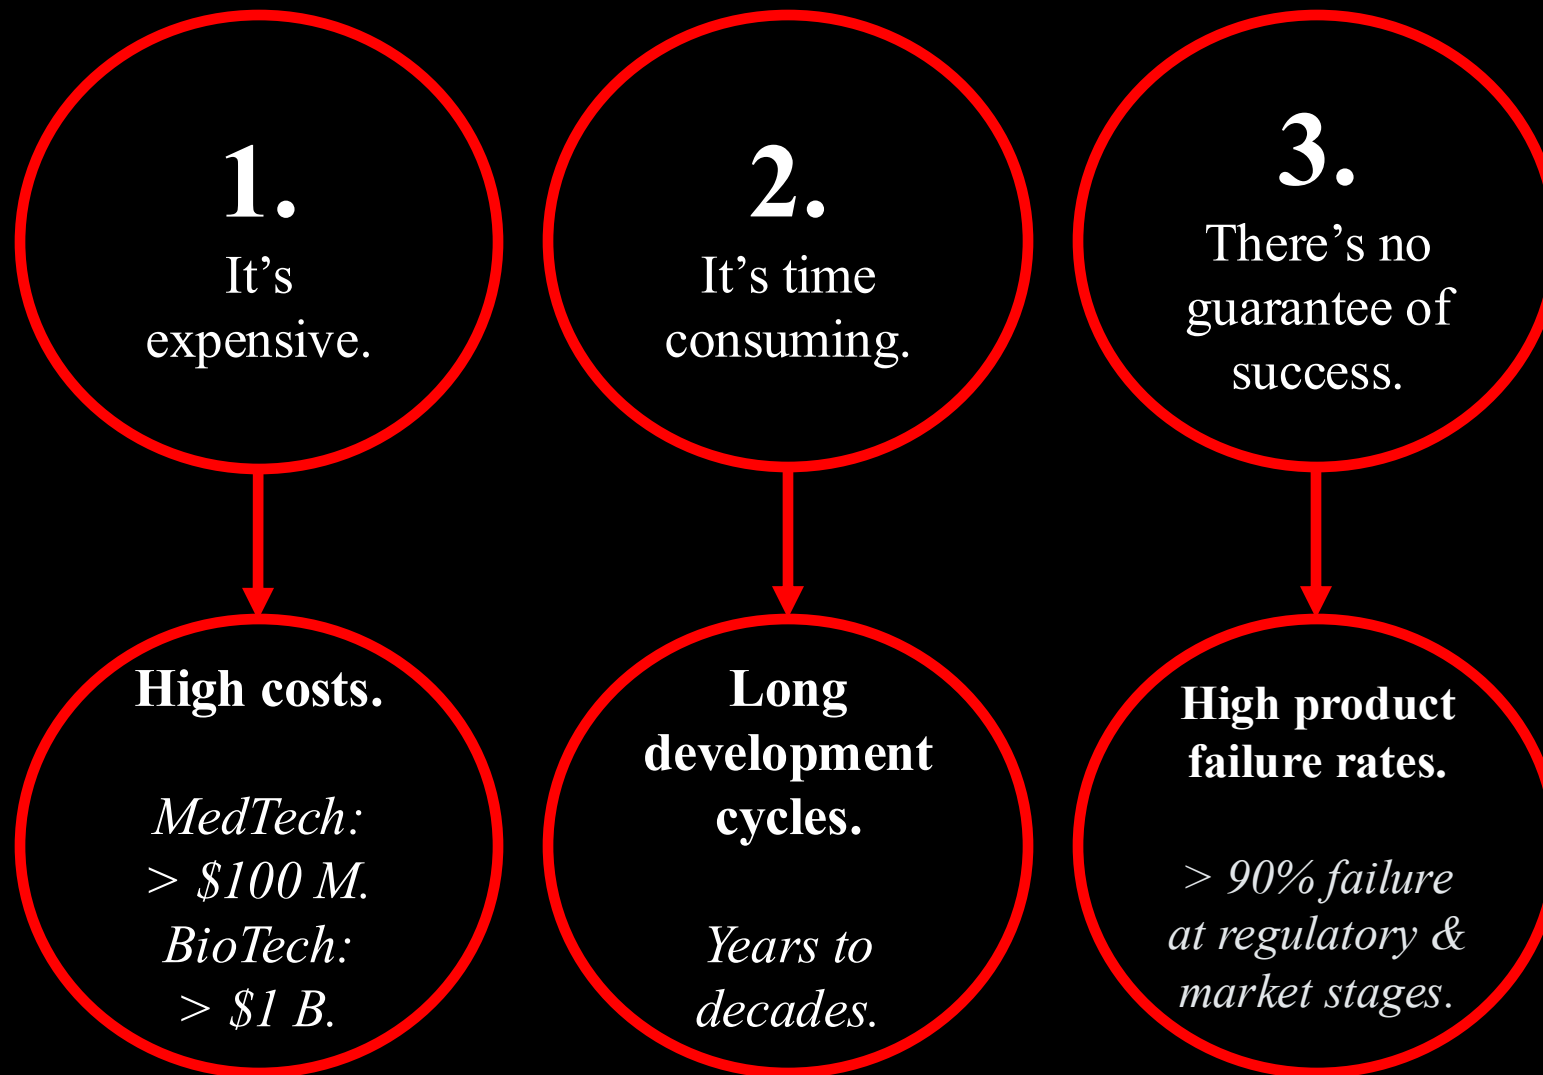 1.
It’s
expensive.
2.
It’s time
consuming.
3.
There’s no
guarantee of
success.
High costs.
MedTech:
> $100 M.
BioTech:
> $1 B.
Long
development
cycles.
Years to
decades.
High product
failure rates.
> 90% failure
at regulatory &
market stages.